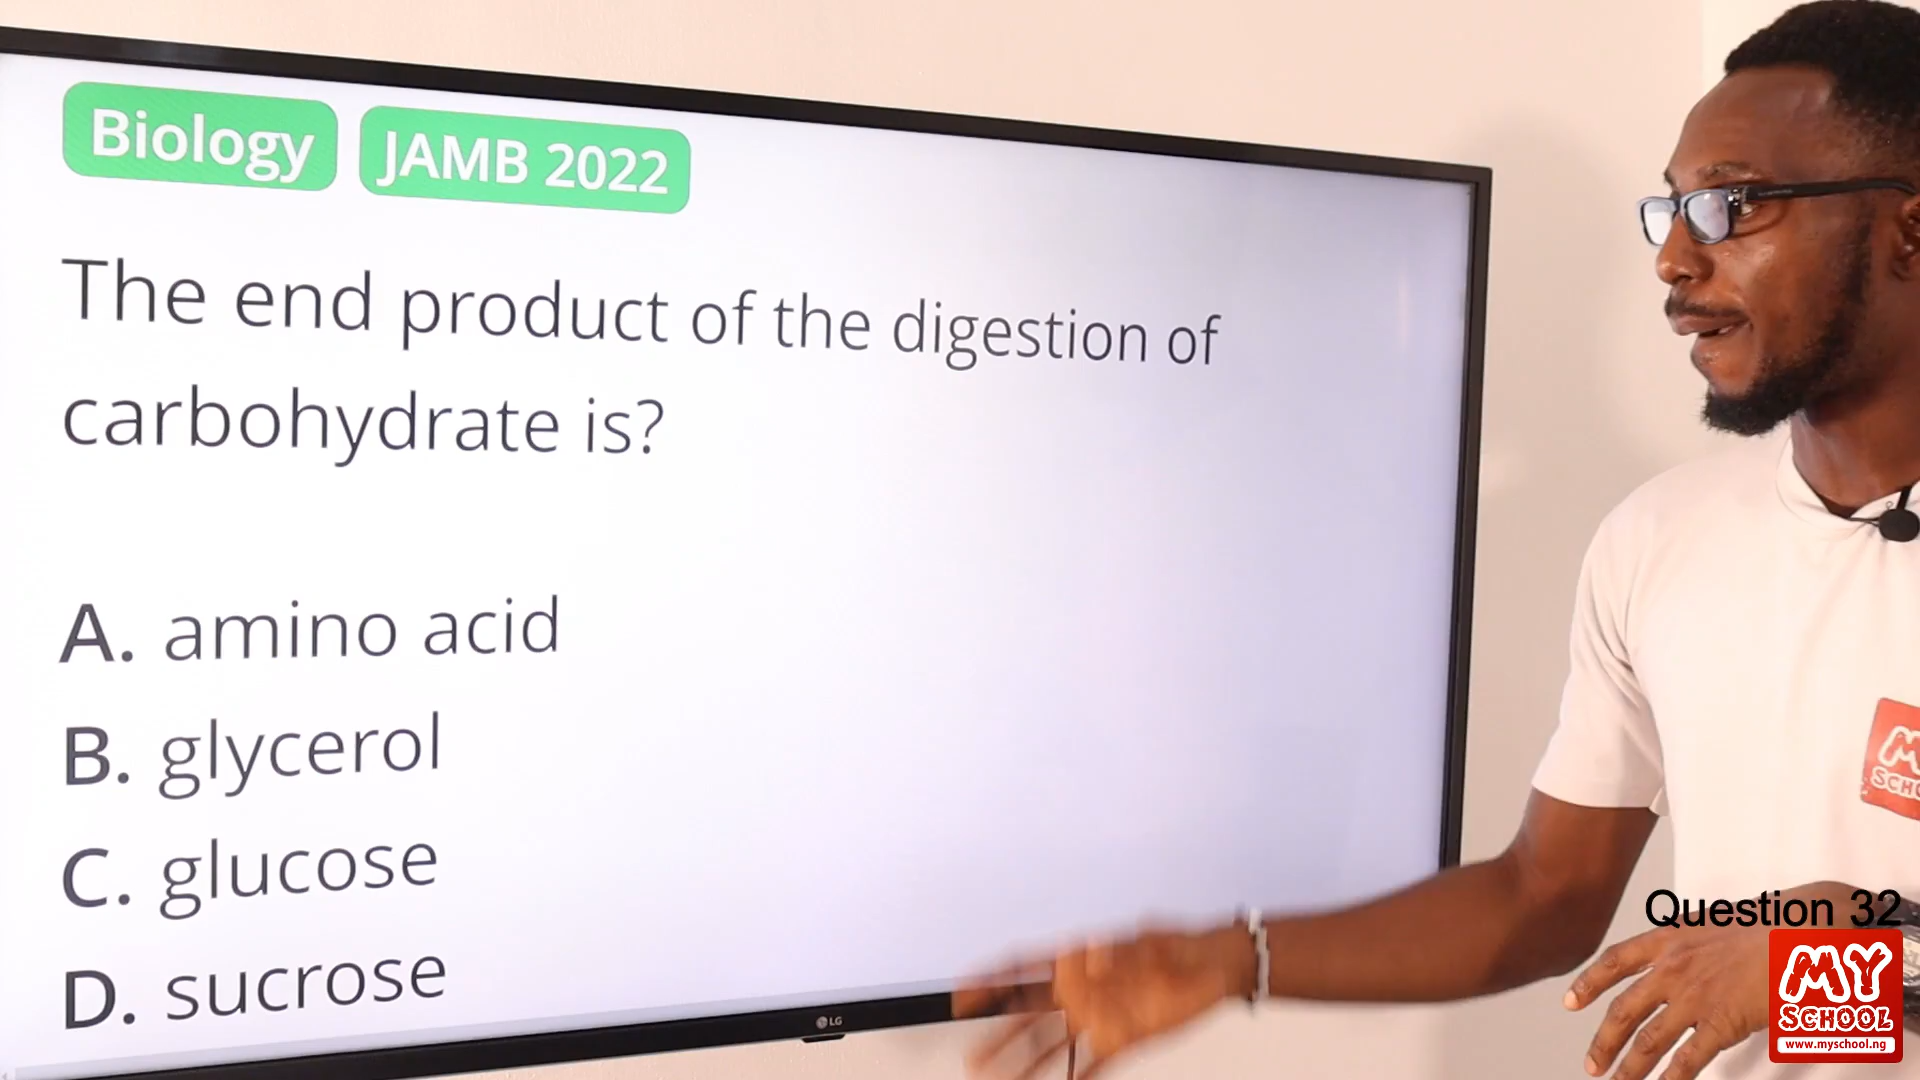 Biology JAMB 2022
The end product of the digestion of
carbohydrate is?
A. amino acid
B. glycerol
C. glucose
D. sucrose
LG
Question 32
MY
SCHOOL
www.myschool.ng